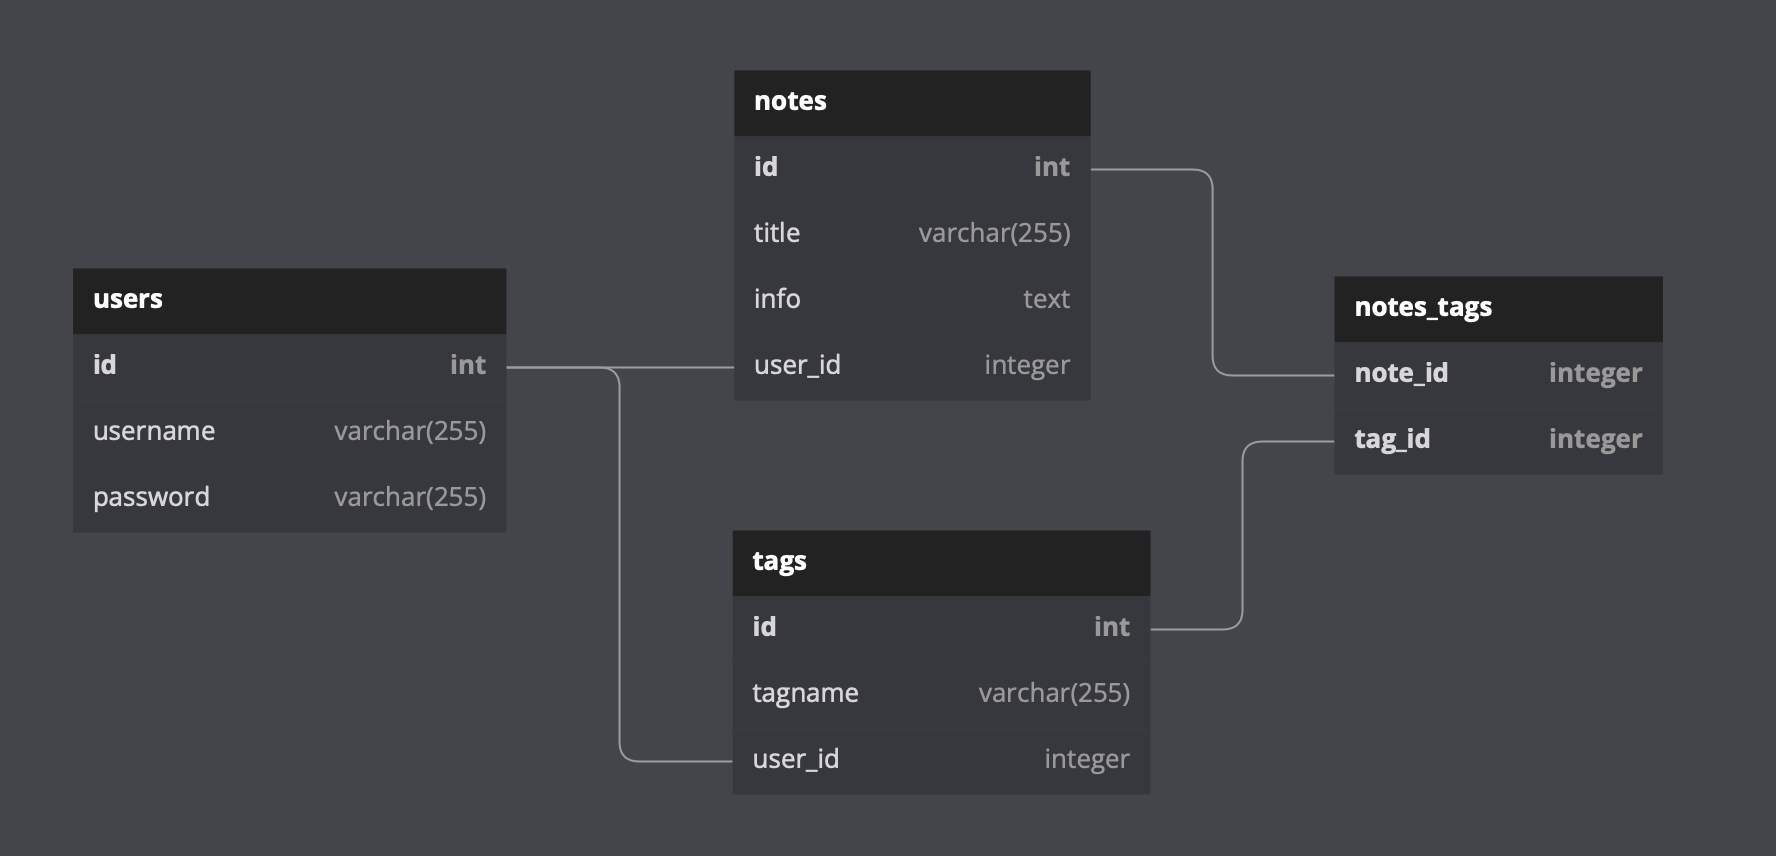 users
id int
username varchar(255)
password varchar(255)
notes
id int
title varchar(255)
info text
user_id integer
tags
id int
tagname varchar(255)
user_id integer
notes_tags
note_id integer
tag_id integer